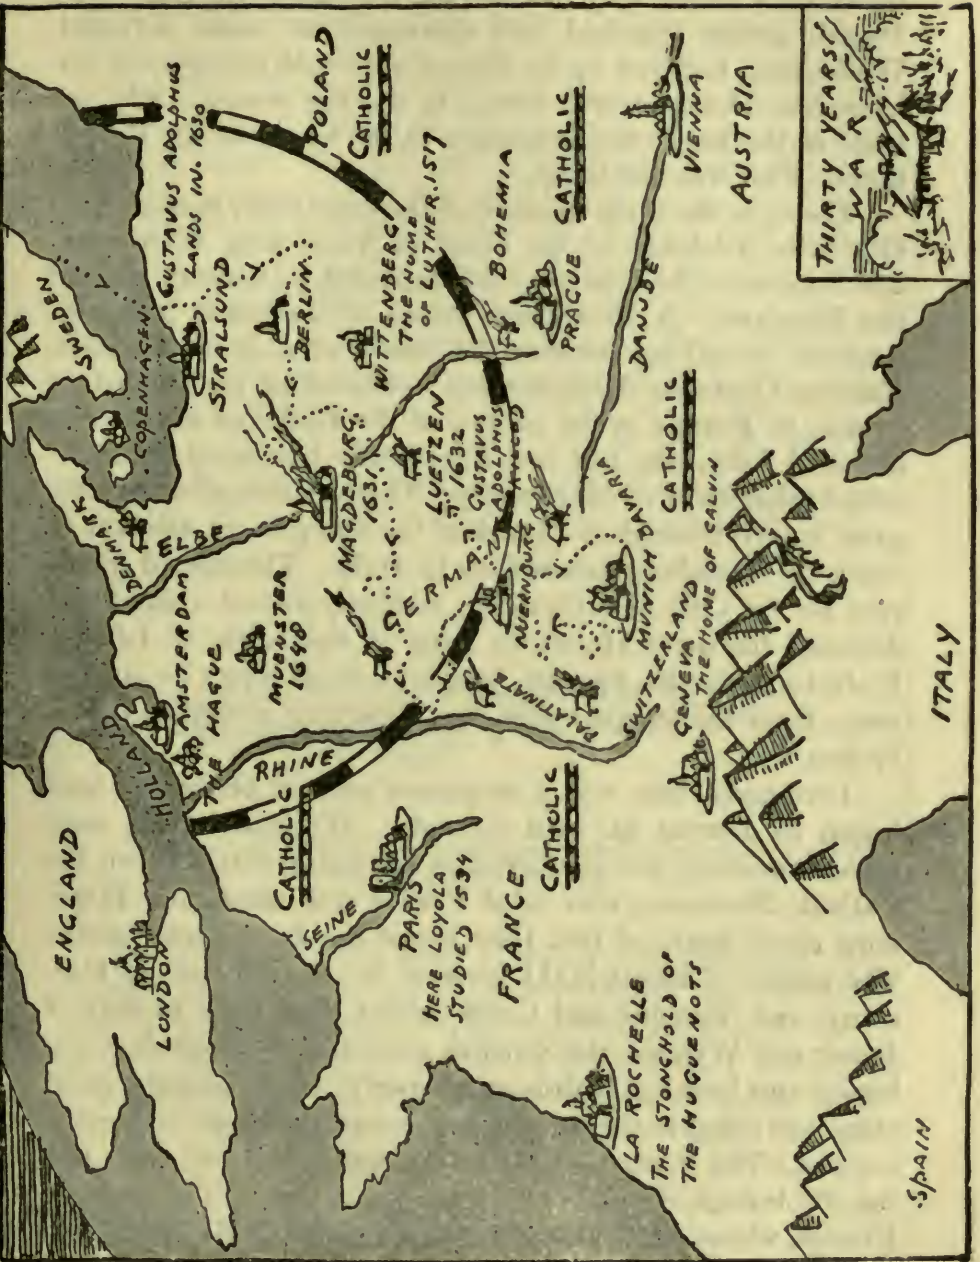 ENGLAND
LONDON
HOLLAND
AMSTERDAM
THE HAGUE
DENMARK
ELBE
COPENHAGEN
SWEDEN
GUSTAVUS ADOLPHUS
LANDS IN. 1630
STRALSUND
MUENSTER
1648
RHINE
CATHOLIC
SEINE
PARIS
HERE LOYOLA
STUDIED 1534
FRANCE
CATHOLIC
BERLIN
MAGDEBURG
1631
WITTENBERG
THE HOME
OF LUTHER. 1517
POLAND
CATHOLIC
LUETZEN
1632
GUSTAVUS
ADOLPHUS
KILLED
GERMAN
NUERNBURG
PALATINATE
BOHEMIA
PRAGUE
CATHOLIC
DANUBE
VIENNA
AUSTRIA
BAVARIA
MUNICH
CATHOLIC
SWITZERLAND
GENEVA
THE HOME OF CALVIN
LA ROCHELLE
THE STONGHOLD OF
THE HUGUENOTS
SPAIN
ITALY
THIRTY YEARS'
WAR